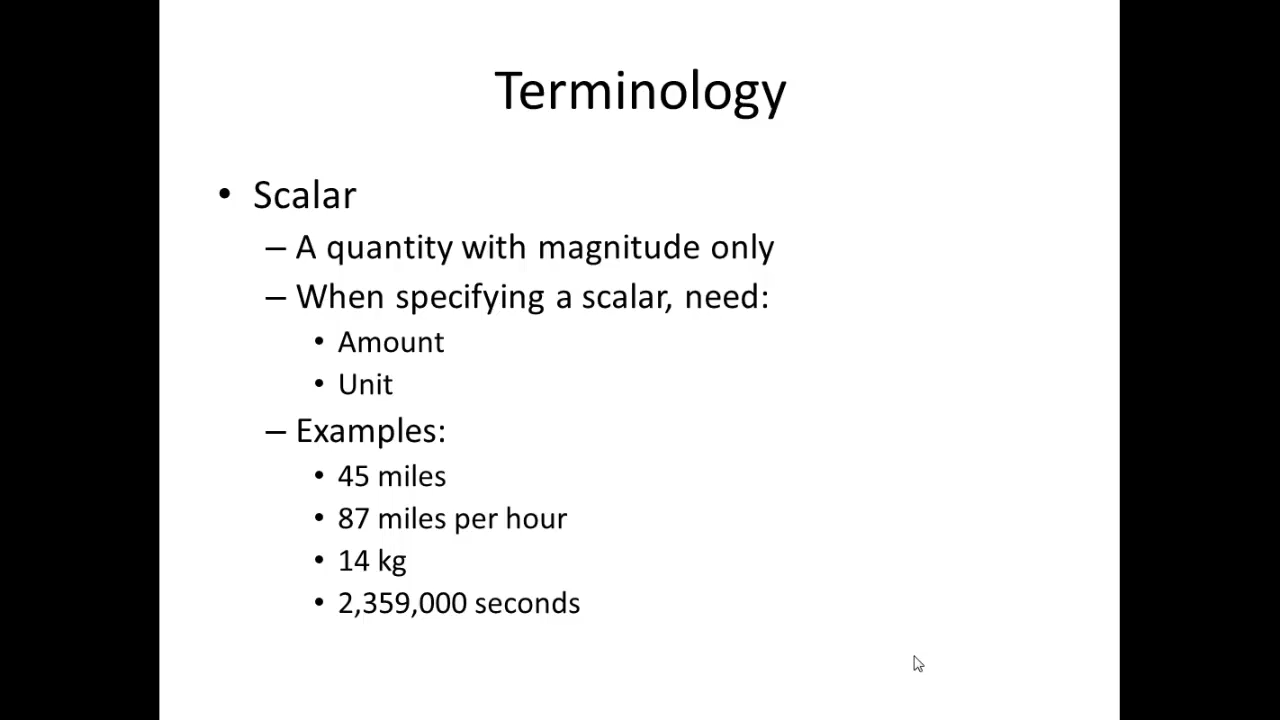 Terminology
• Scalar
– A quantity with magnitude only
– When specifying a scalar, need:
• Amount
• Unit
– Examples:
• 45 miles
• 87 miles per hour
• 14 kg
• 2,359,000 seconds